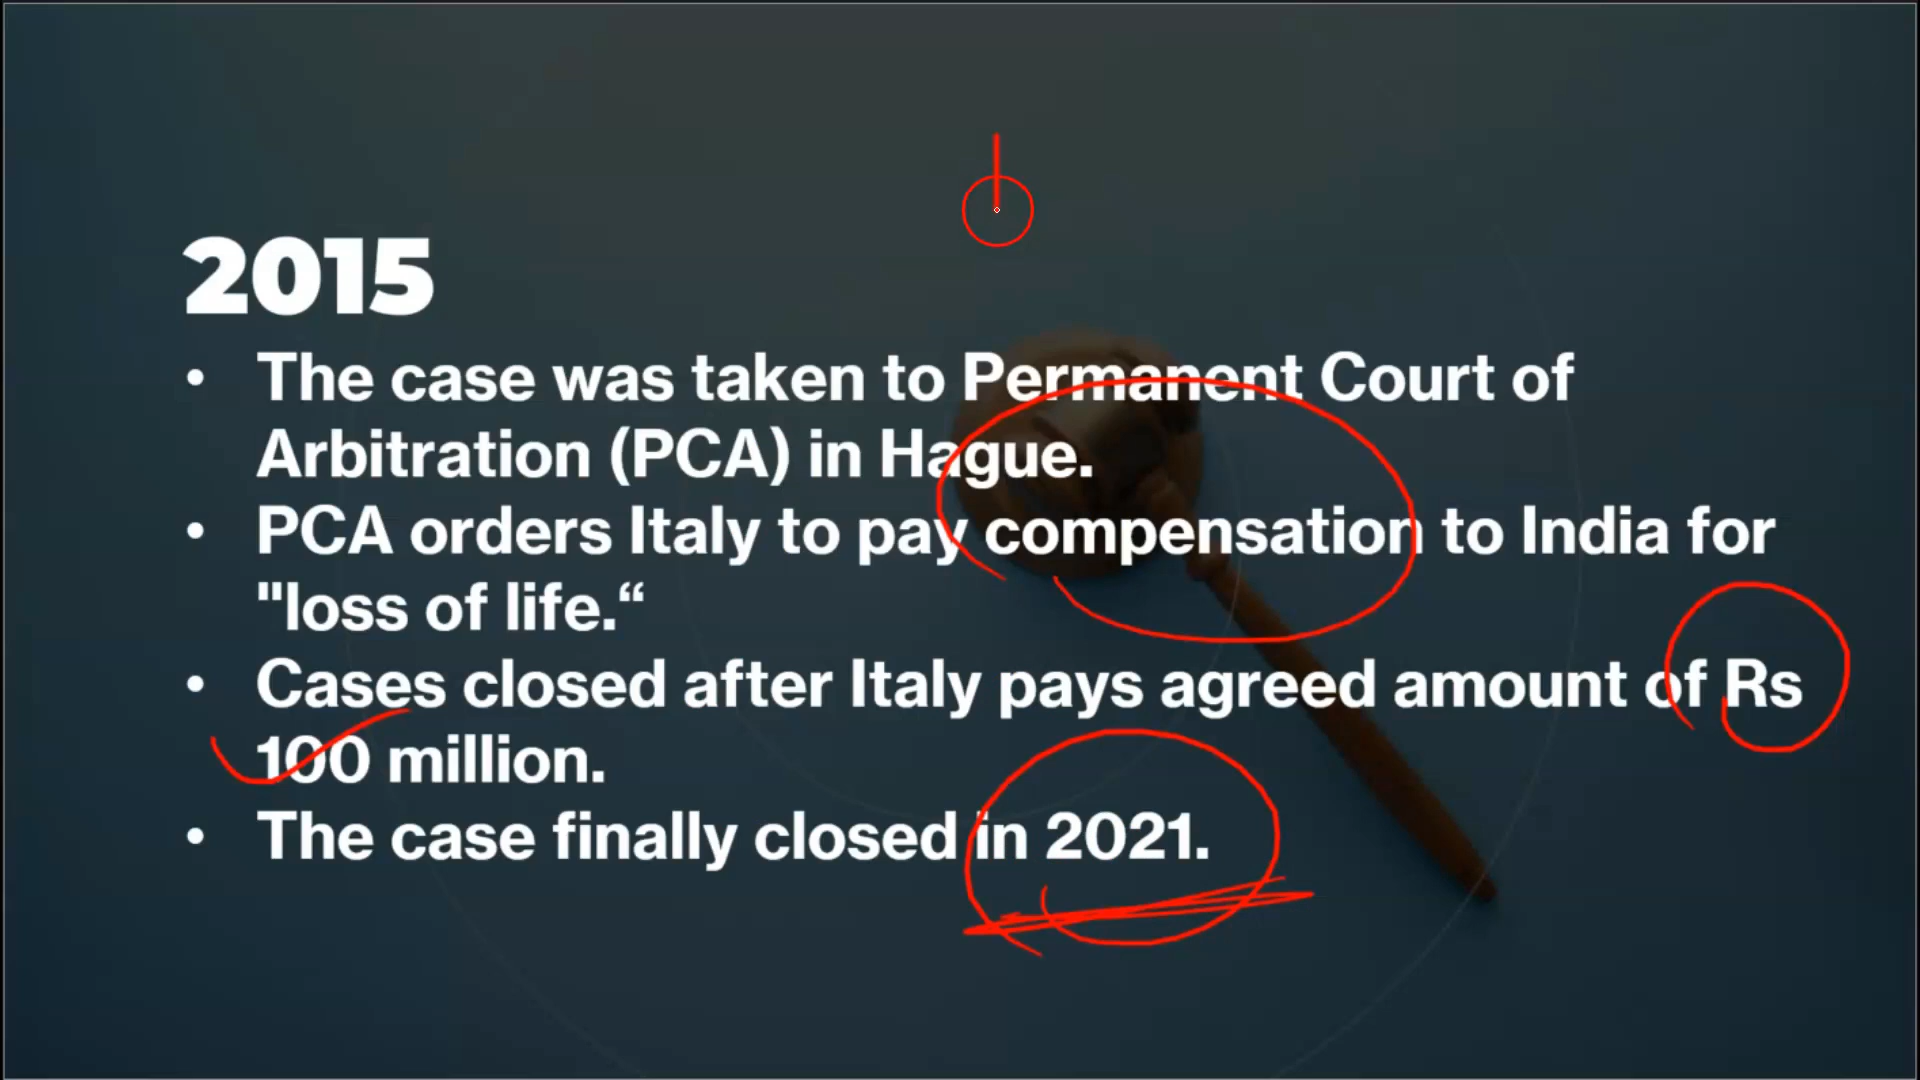 2015
• The case was taken to Permanent Court of
Arbitration (PCA) in Hague.
• PCA orders Italy to pay compensation to India for
"loss of life.“
• Cases closed after Italy pays agreed amount of Rs
100 million.
• The case finally closed in 2021.